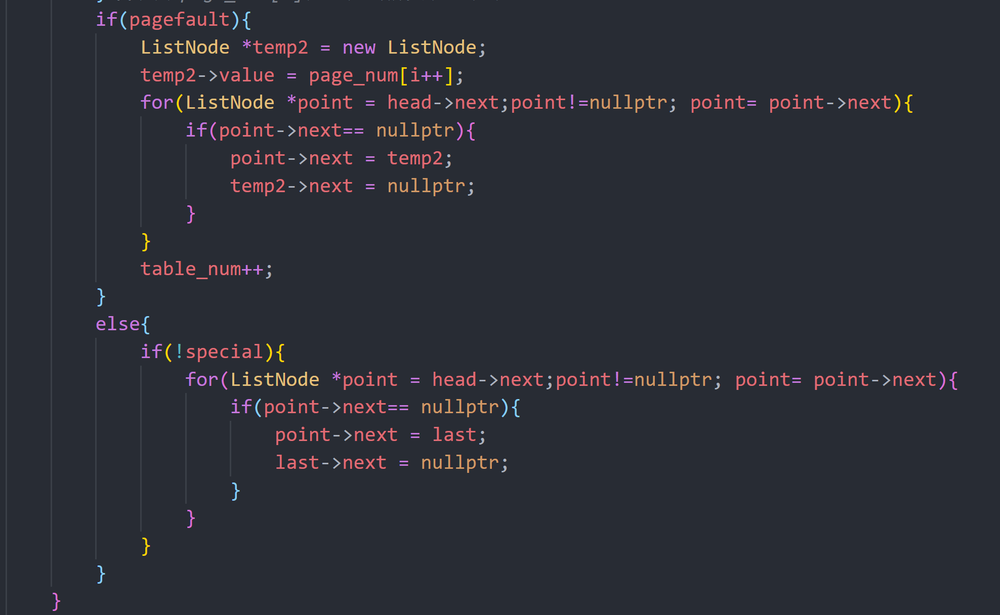 if(pagefault){
ListNode *temp2 = new ListNode;
temp2->value = page_num[i++];
for(ListNode *point = head->next;point!=nullptr; point= point->next){
if(point->next== nullptr){
point->next = temp2;
temp2->next = nullptr;
}
}
table_num++;
}
else{
if(!special){
for(ListNode *point = head->next;point!=nullptr; point= point->next){
if(point->next== nullptr){
point->next = last;
last->next = nullptr;
}
}
}
}
}